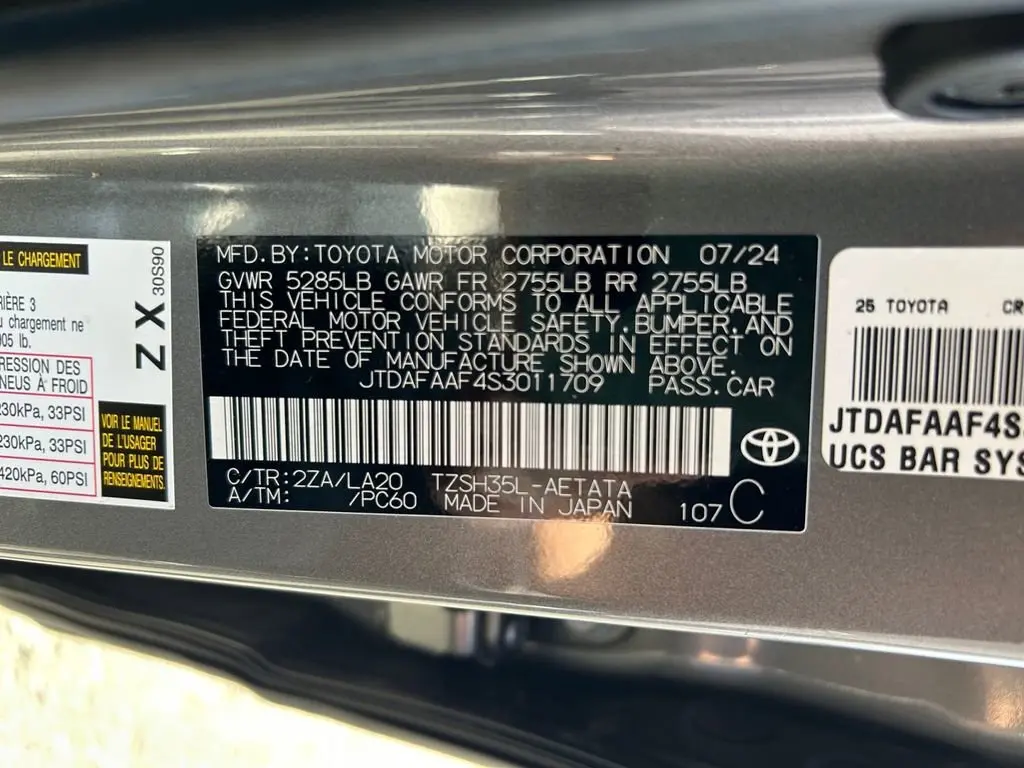 LE CHARGEMENT
RIÈRE 3
u chargement ne
905 lb.
RESSION DES
NEUS À FROID
230kPa, 33PSI
230kPa, 33PSI
420kPa, 60PSI
VOIR LE MANUEL
DE L'USAGER
POUR PLUS DE
RENSEIGNEMENTS.
ZX
30S90
MFD.BY:TOYOTA MOTOR CORPORATION 07/24
GVWR 5285LB GAWR FR 2755LB RR 2755LB
THIS VEHICLE CONFORMS TO ALL APPLICABLE
FEDERAL MOTOR VEHICLE SAFETY,BUMPER,AND
THEFT PREVENTION STANDARDS IN EFFECT ON
THE DATE OF MANUFACTURE SHOWN ABOVE.
JTDAFAAF4S3011709 PASS.CAR
C/TR:2ZA/LA20 TZSH35L-AETATA
A/TM: /PC60 MADE IN JAPAN 107 C
25 TOYOTA CR
JTDAFAAF4S
UCS BAR SYS